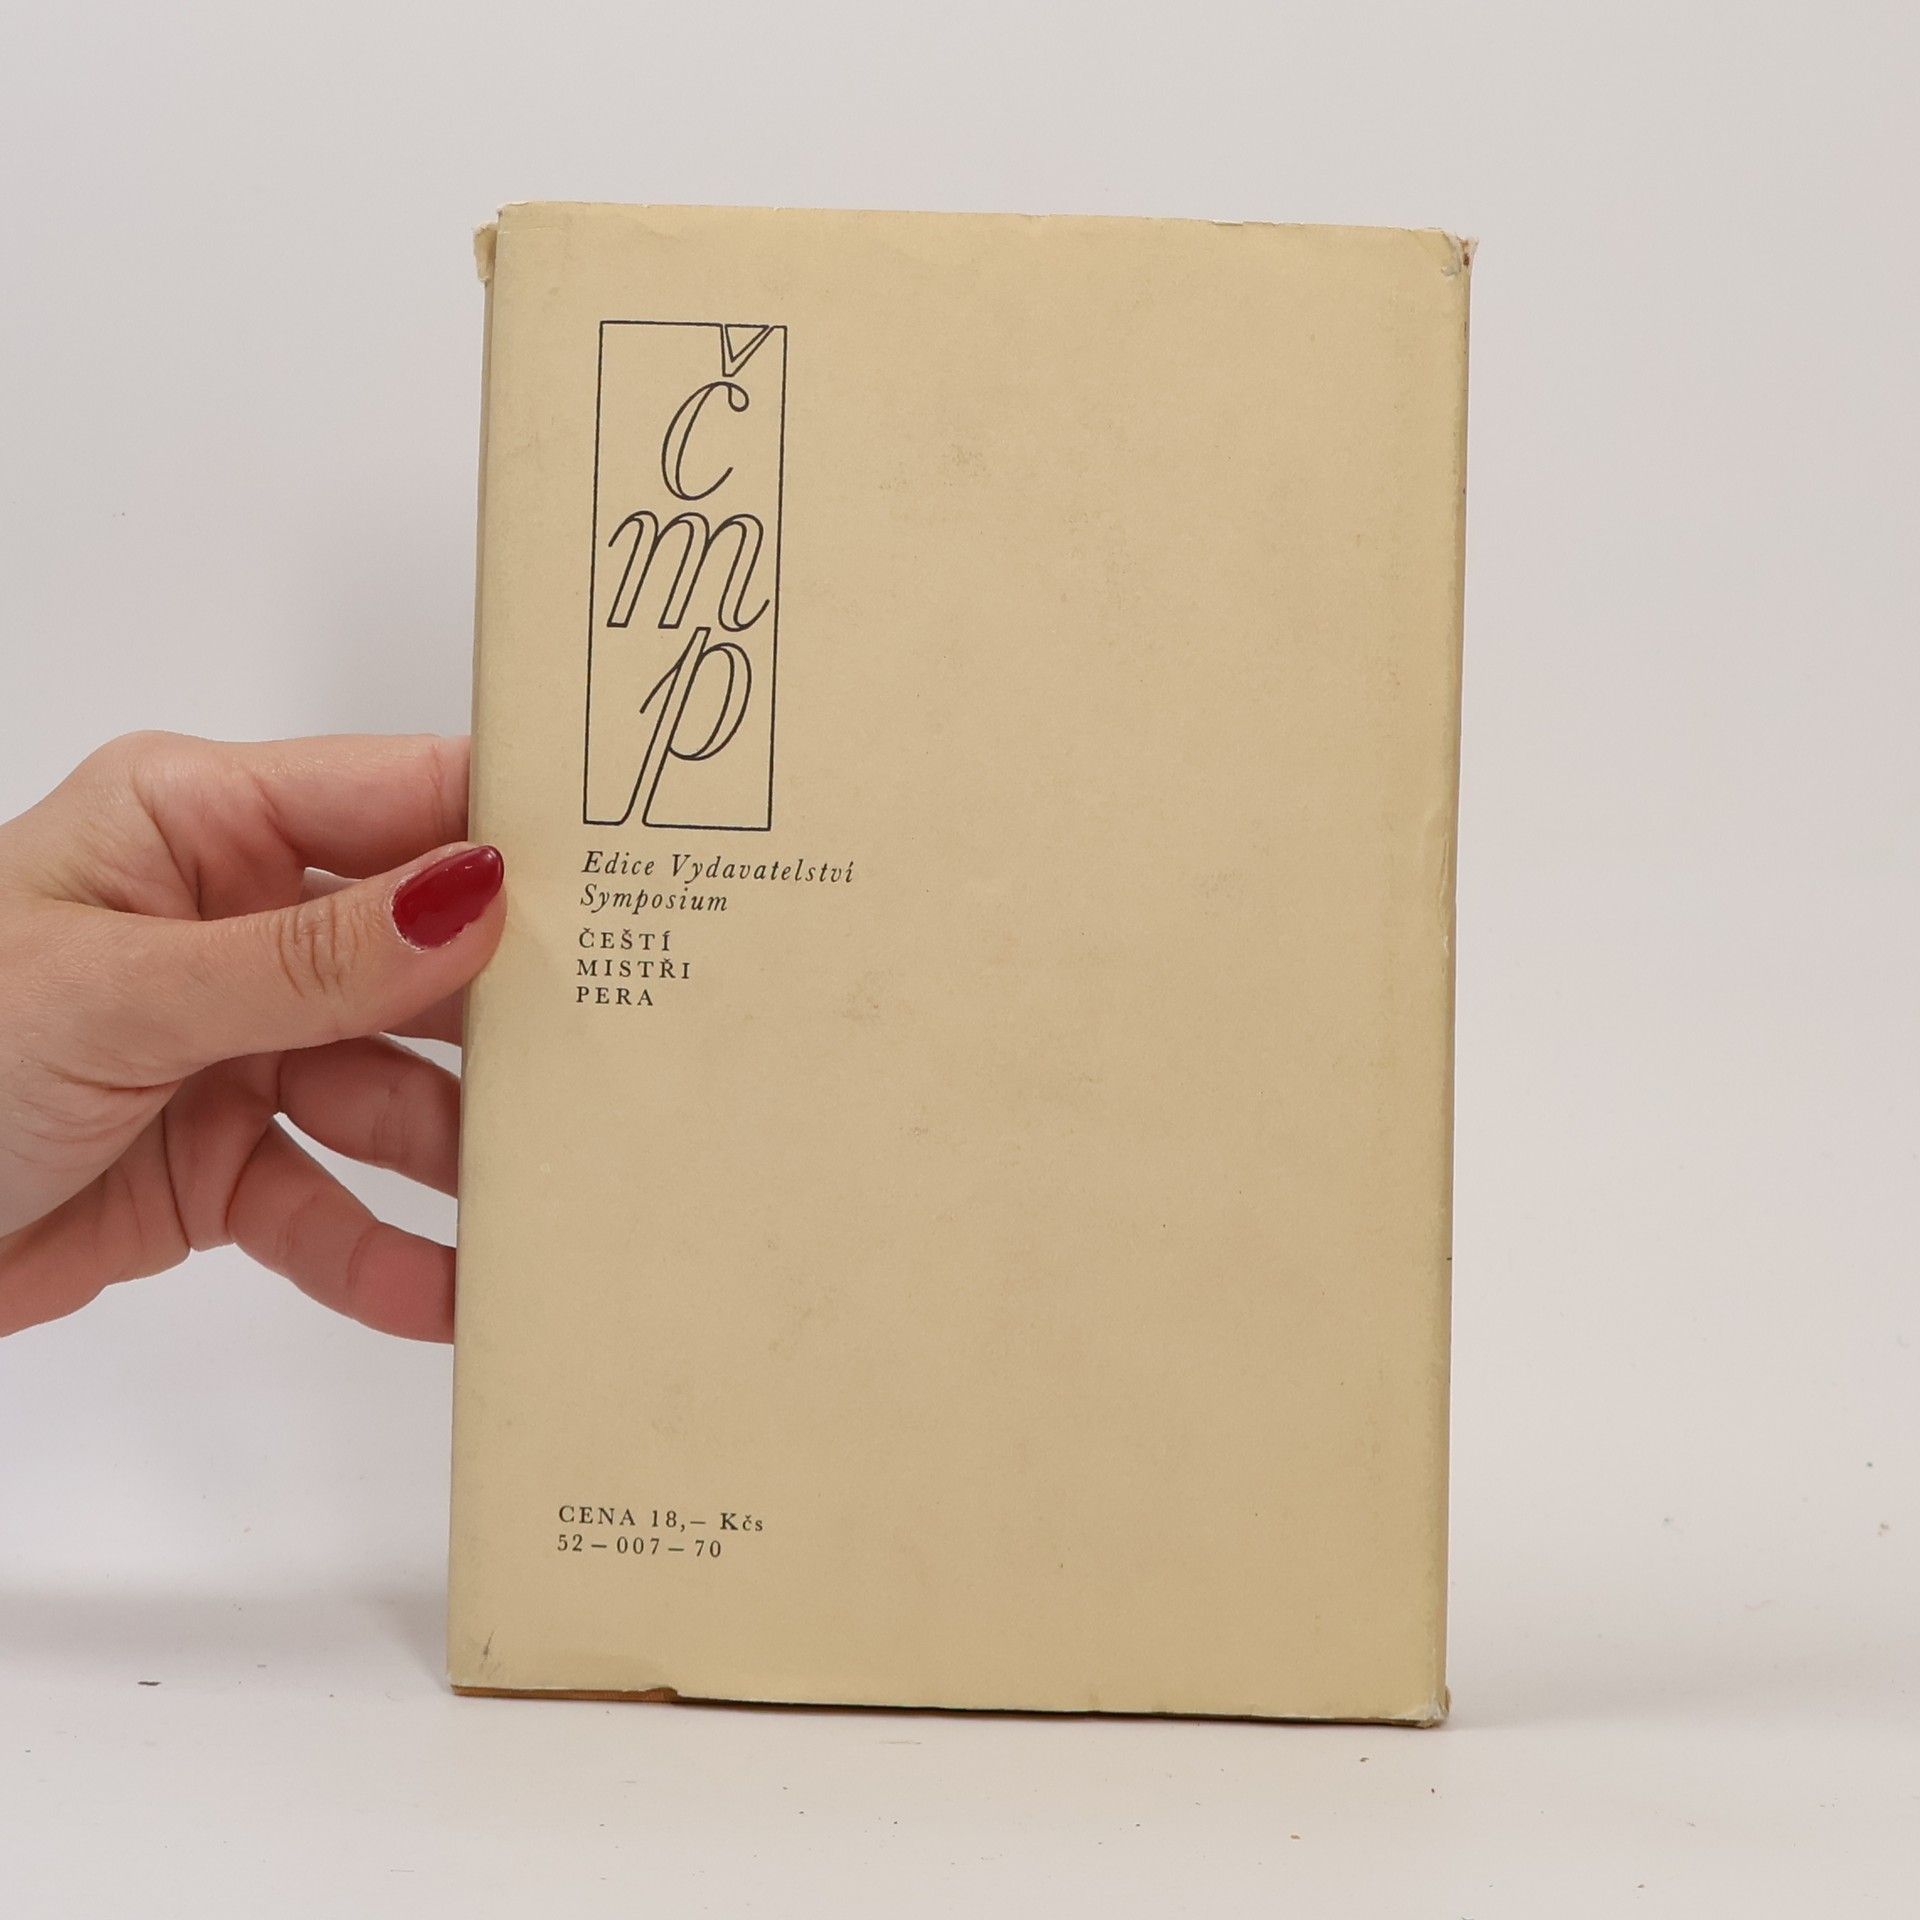 č
m
p
Edice Vydavatelství
Symposium
ČEŠTÍ
MISTŘI
PERA
CENA 18,– Kčs
52 – 007 – 70